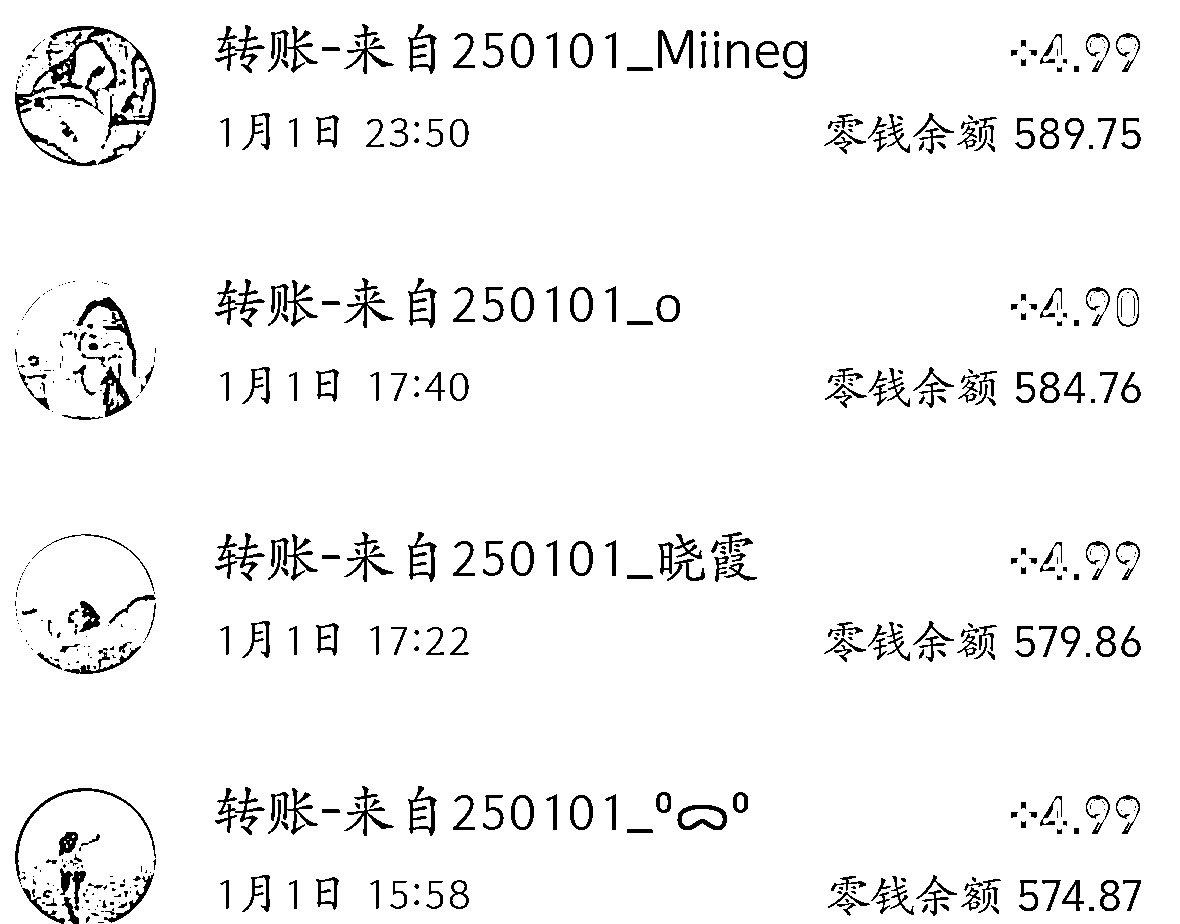 转账-来自250101_Miineg +4.99
1月1日 23:50 零钱余额 589.75
转账-来自250101_o +4.90
1月1日 17:40 零钱余额 584.76
转账-来自250101_晓霞 +4.99
1月1日 17:22 零钱余额 579.86
转账-来自250101_⁰ᯅ⁰ +4.99
1月1日 15:58 零钱余额 574.87